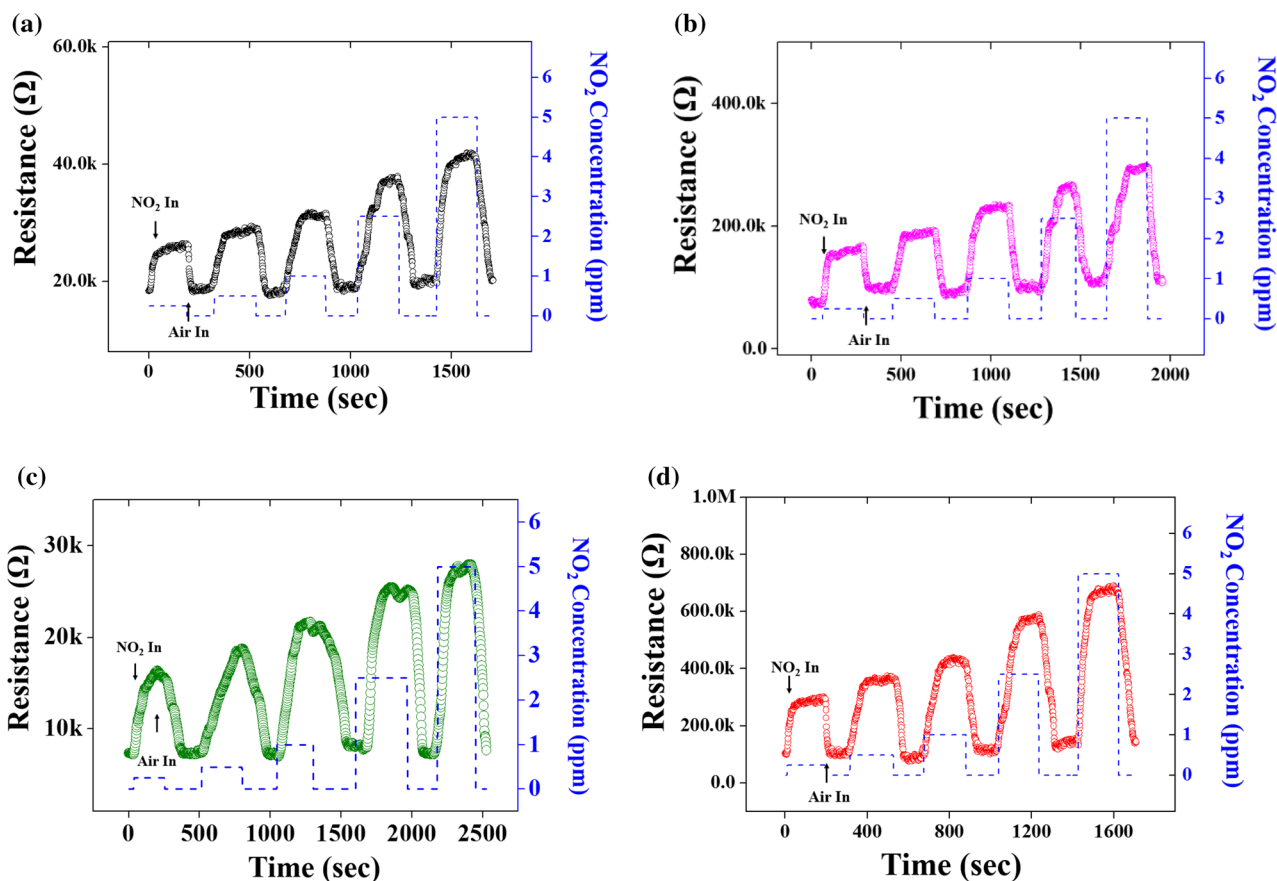 (a)
60.0k
40.0k
20.0k
Resistance (Ω)
NO2 In
Air In
0 500 1000 1500
Time (sec)
6
5
4
3
2
1
0
NO2 Concentration (ppm)
(b)
400.0k
200.0k
0.0
Resistance (Ω)
NO2 In
Air In
0 500 1000 1500 2000
Time (sec)
6
5
4
3
2
1
0
NO2 Concentration (ppm)
(c)
30k
20k
10k
Resistance (Ω)
NO2 In
Air In
0 500 1000 1500 2000 2500
Time (sec)
6
5
4
3
2
1
0
NO2 Concentration (ppm)
(d)
1.0M
800.0k
600.0k
400.0k
200.0k
0.0
Resistance (Ω)
NO2 In
Air In
0 400 800 1200 1600
Time (sec)
6
5
4
3
2
1
0
NO2 Concentration (ppm)